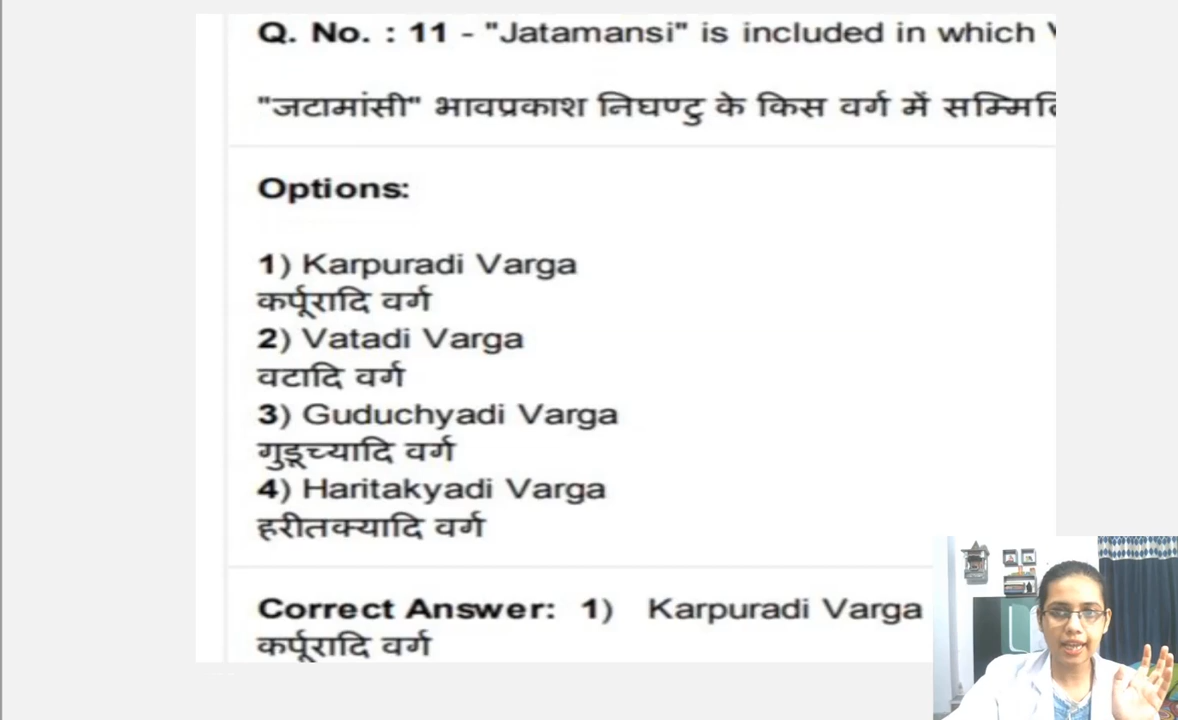 Q. No. : 11 - "Jatamansi" is included in which
"जटामांसी" भावप्रकाश निघण्टु के किस वर्ग में
Options:
1) Karpuradi Varga
कर्पूरादि वर्ग
2) Vatadi Varga
वटादि वर्ग
3) Guduchyadi Varga
गुडूच्यादि वर्ग
4) Haritakyadi Varga
हरीतक्यादि वर्ग
Correct Answer: 1) Karpuradi Varga
कर्पूरादि वर्ग